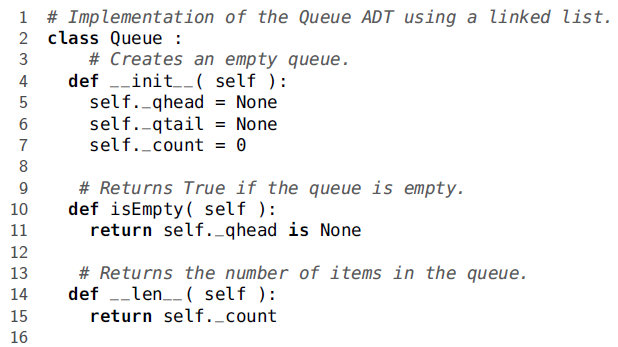 1 # Implementation of the Queue ADT using a linked list.
2 class Queue :
3 # Creates an empty queue.
4 def __init__( self ):
5 self._qhead = None
6 self._qtail = None
7 self._count = 0
8
9 # Returns True if the queue is empty.
10 def isEmpty( self ):
11 return self._qhead is None
12
13 # Returns the number of items in the queue.
14 def __len__( self ):
15 return self._count
16